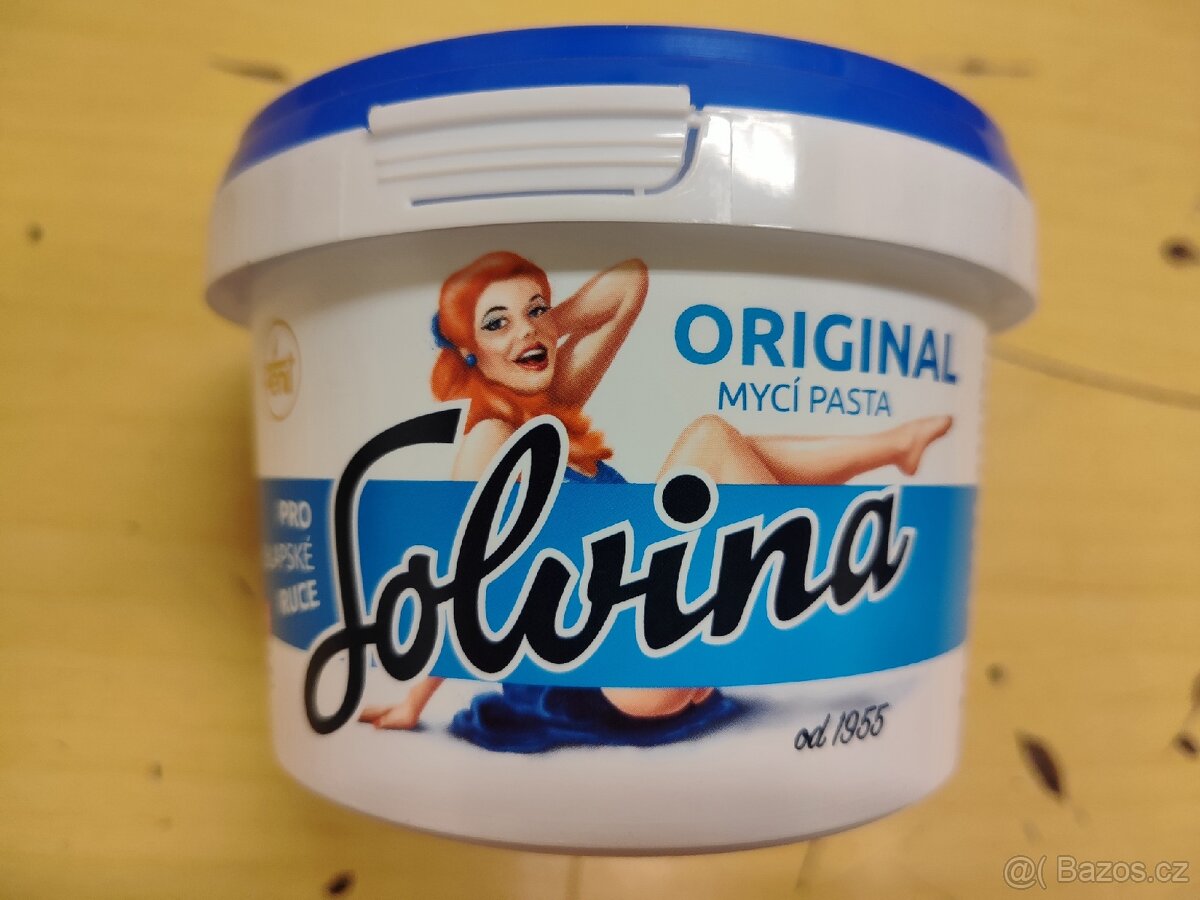 ORIGINAL
MYCÍ PASTA
PRO
RUCE
Solvina
od 1955
@( Bazos.cz